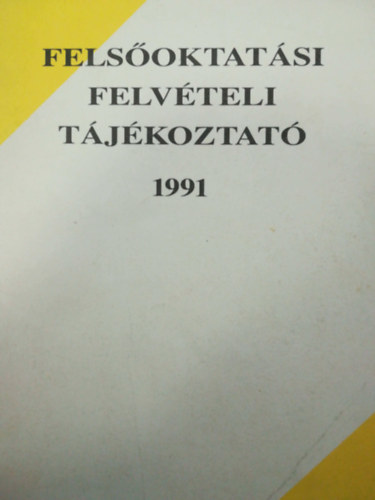 FELSŐOKTATÁSI
FELVÉTELI
TÁJÉKOZTATÓ
1991